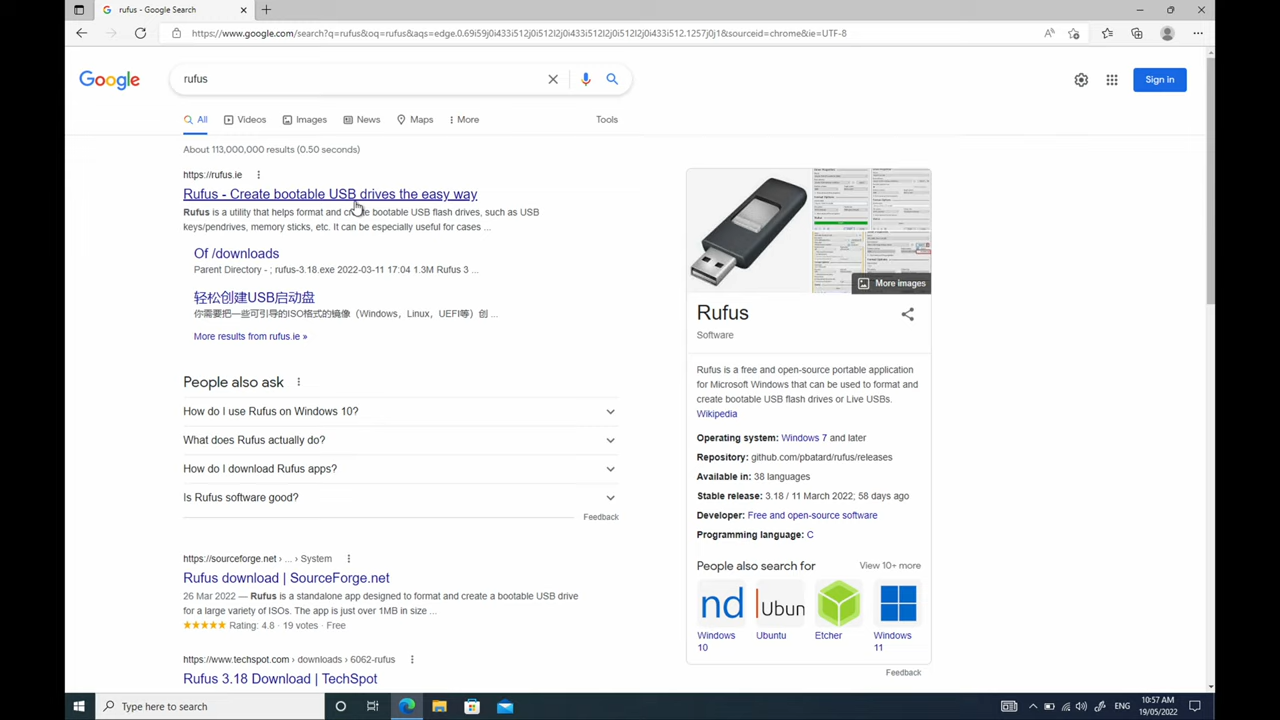 rufus - Google Search
https://www.google.com/search?q=rufus&oq=rufus&aqs=edge.0.69i59j0i433i512j0i512l2j0i433i512j0i512l2j0i433i512.1257j0j1&sourceid=chrome&ie=UTF-8
Google
rufus
Sign in
All
Videos
Images
News
Maps
More
Tools
About 113,000,000 results (0.50 seconds)
https://rufus.ie
bootable USB drives the easy way
Rufus is a utility that helps format and create bootable USB flash drives, such as USB
memory sticks, etc. It can be especially useful for cases ...
Of /downloads
Parent Directory - , rufus-3.18.exe 2022-03-11 17:04 1.3M rufus 3 ...
轻松创建USB启动盘
你需要把一些可引导的ISO格式的镜像（Windows，Linux，UEFI等）创 ...
More results from rufus.ie »
People also ask
How do I use Rufus on Windows 10?
What does Rufus actually do?
How do I download Rufus apps?
Is Rufus software good?
Feedback
https://sourceforge.net › ... › System
Rufus download | SourceForge.net
26 Mar 2022 — Rufus is a standalone app designed to format and create a bootable USB drive
for a large variety of ISOs. The app is just over 1MB in size ...
Rating: 4.8 · 19 votes · Free
https://www.techspot.com › downloads › 6062-rufus
Rufus 3.18 Download | TechSpot
More images
Rufus
Software
Rufus is a free and open-source portable application
for Microsoft Windows that can be used to format and
create bootable USB flash drives or Live USBs.
Wikipedia
Operating system: Windows 7 and later
Repository: github.com/pbatard/rufus/releases
Available in: 38 languages
Stable release: 3.18 / 11 March 2022; 58 days ago
Developer: Free and open-source software
Programming language: C
People also search for
View 10+ more
nd
Ubun
Windows
10
Ubuntu
Etcher
Windows
11
Feedback
Type here to search
ENG
10:57 AM
19/05/2022